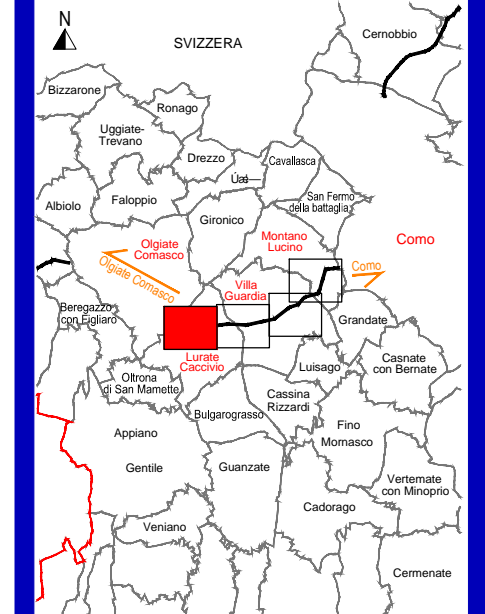 N
SVIZZERA
Cernobbio
Bizzarone
Ronago
Uggiate-
Trevano
Drezzo
Cavallasca
Albiolo
Faloppio
San Fermo
della battaglia
Gironico
Olgiate
Comasco
Montano
Lucino
Como
Olgiate Comasco
Como
Villa
Guardia
Beregazzo
con Figliaro
Grandate
Lurate
Caccivio
Luisago
Casnate
con Bernate
Oltrona
di San Mamette
Cassina
Rizzardi
Bulgarograsso
Appiano
Gentile
Fino
Mornasco
Guanzate
Vertemate
con Minoprio
Cadorago
Veniano
Cermenate